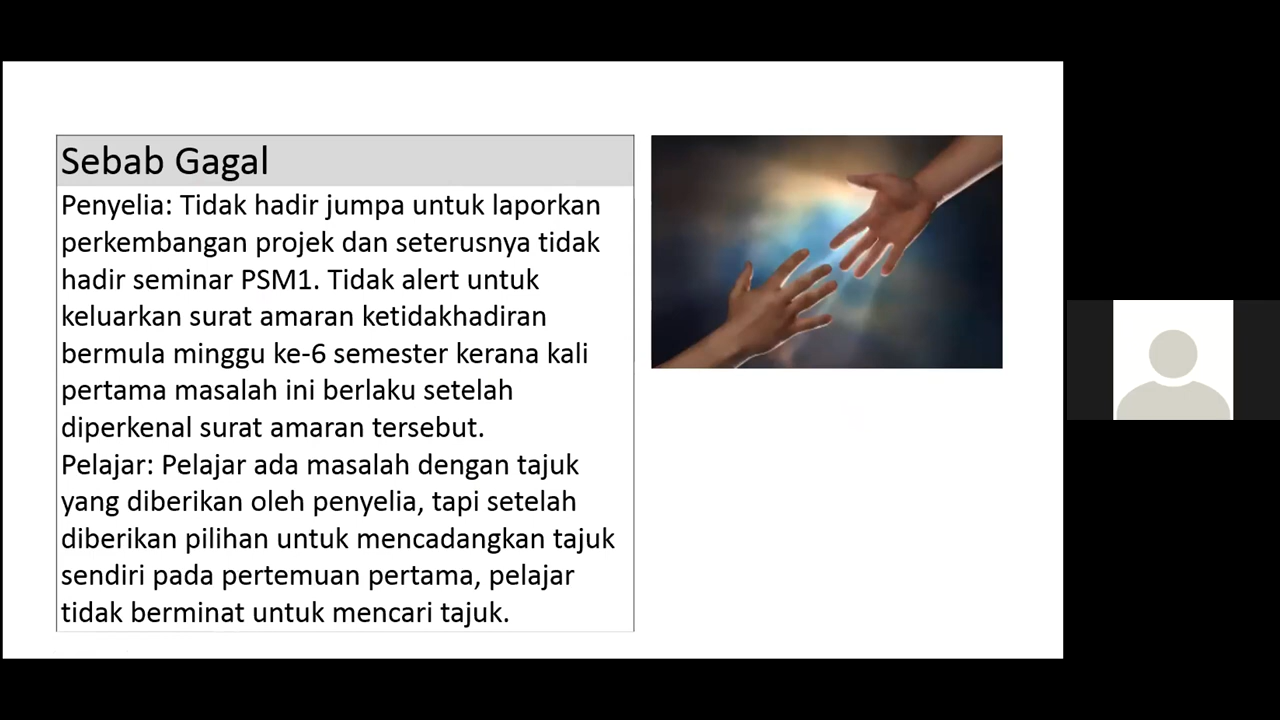 Sebab Gagal
Penyelia: Tidak hadir jumpa untuk laporkan
perkembangan projek dan seterusnya tidak
hadir seminar PSM1. Tidak alert untuk
keluarkan surat amaran ketidakhadiran
bermula minggu ke-6 semester kerana kali
pertama masalah ini berlaku setelah
diperkenal surat amaran tersebut.
Pelajar: Pelajar ada masalah dengan tajuk
yang diberikan oleh penyelia, tapi setelah
diberikan pilihan untuk mencadangkan tajuk
sendiri pada pertemuan pertama, pelajar
tidak berminat untuk mencari tajuk.